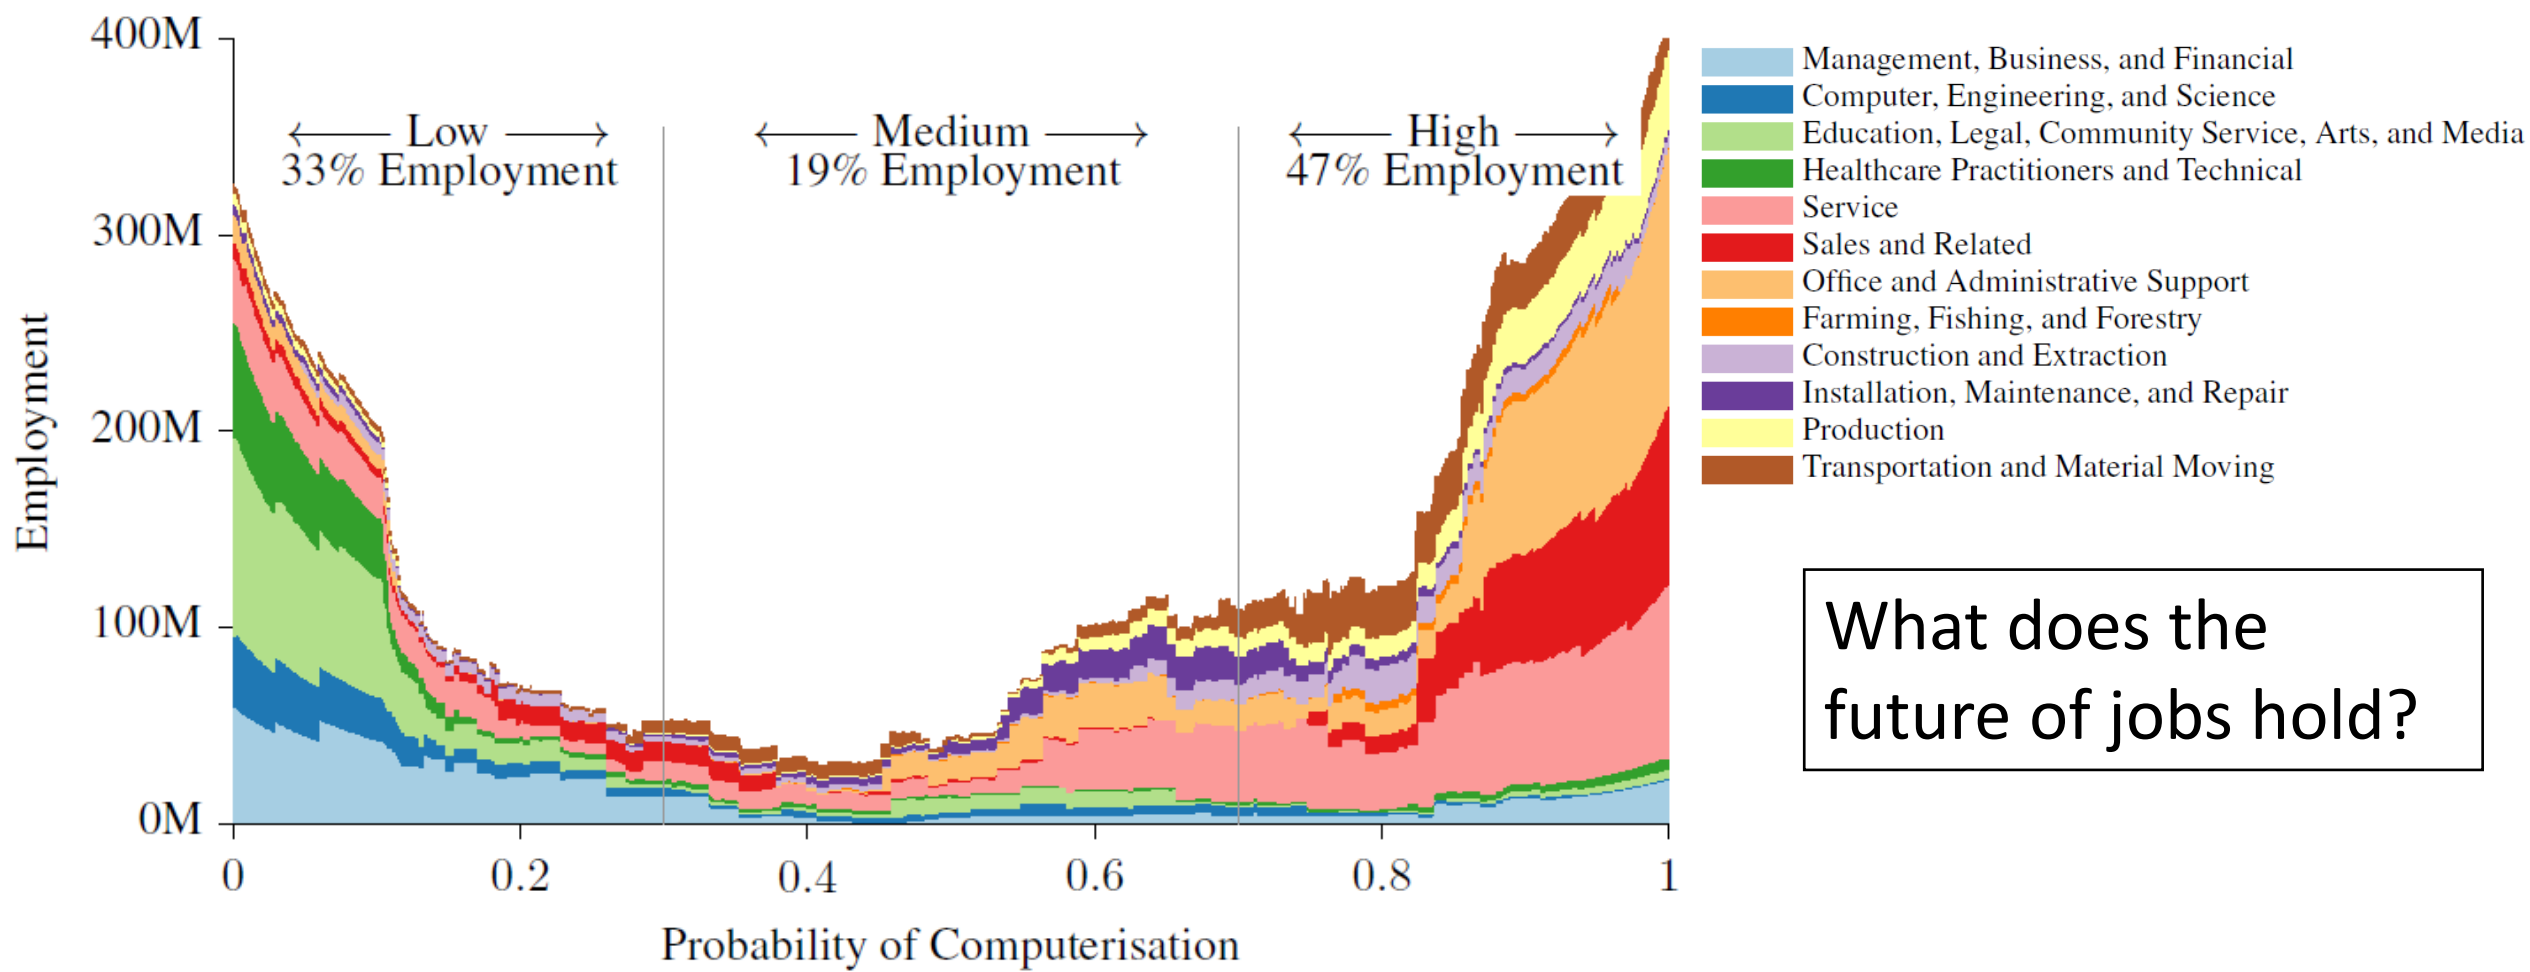 400M
300M
200M
100M
0M
Employment
← Low →
33% Employment
← Medium →
19% Employment
← High →
47% Employment
0
0.2
0.4
0.6
0.8
1
Probability of Computerisation
Management, Business, and Financial
Computer, Engineering, and Science
Education, Legal, Community Service, Arts, and Media
Healthcare Practitioners and Technical
Service
Sales and Related
Office and Administrative Support
Farming, Fishing, and Forestry
Construction and Extraction
Installation, Maintenance, and Repair
Production
Transportation and Material Moving
What does the
future of jobs hold?